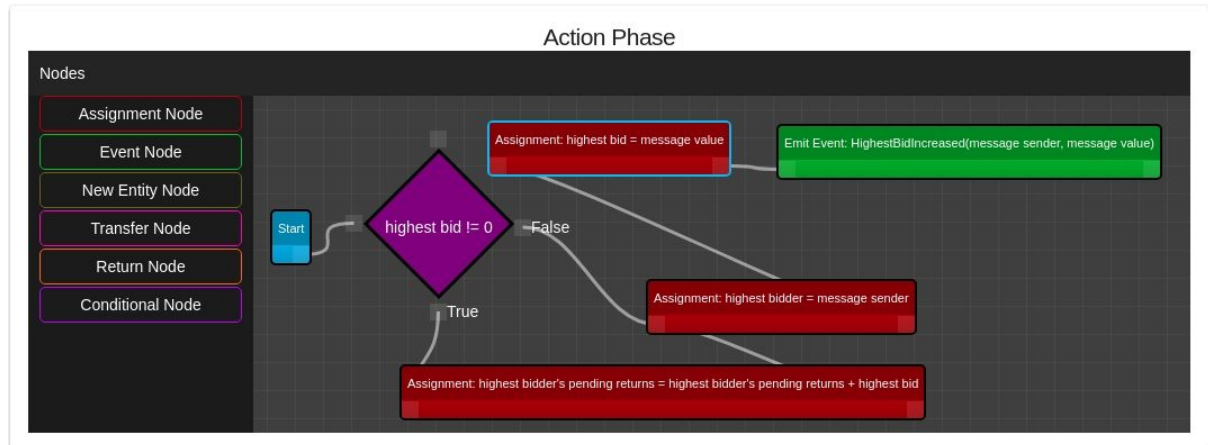 Action Phase
Nodes
Assignment Node
Event Node
New Entity Node
Transfer Node
Return Node
Conditional Node
Start
highest bid != 0
False
True
Assignment: highest bid = message value
Emit Event: HighestBidIncreased(message sender, message value)
Assignment: highest bidder = message sender
Assignment: highest bidder's pending returns = highest bidder's pending returns + highest bid